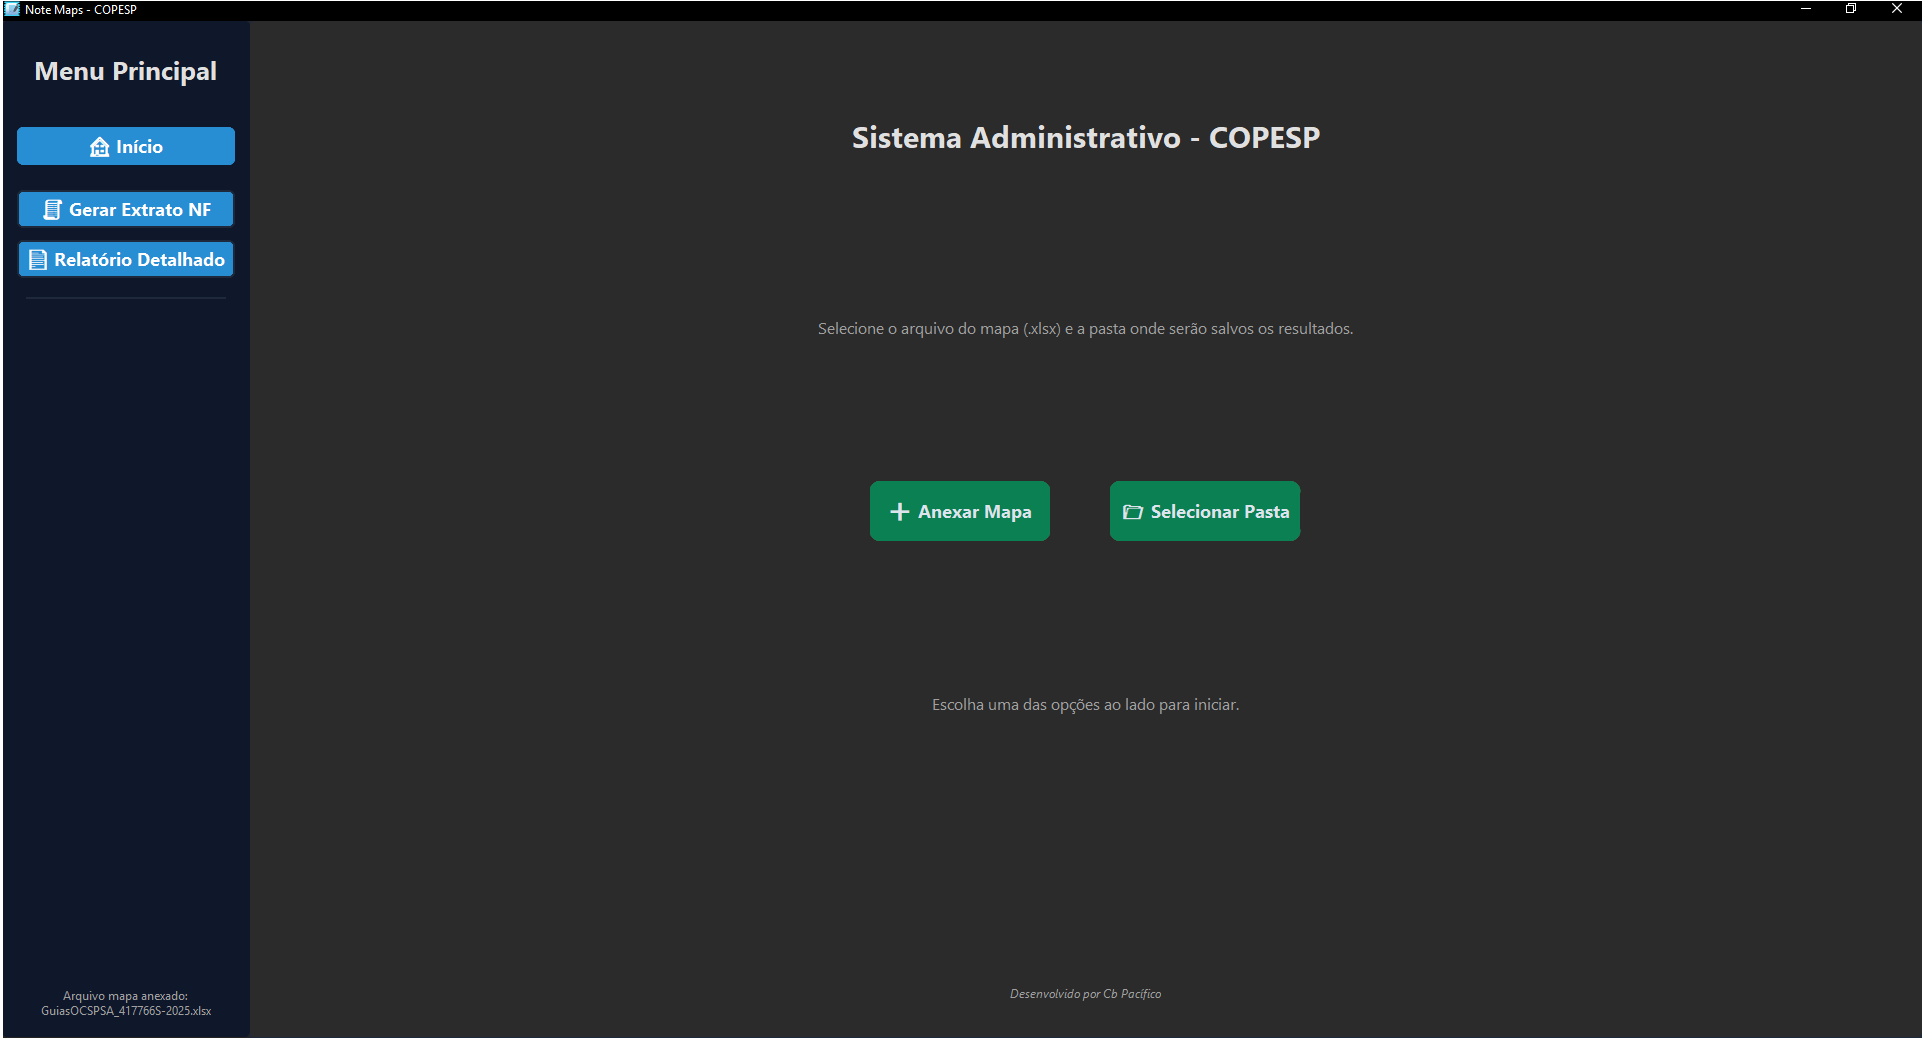 Note Maps - COPESP
Menu Principal
Início
Gerar Extrato NF
Relatório Detalhado
Arquivo mapa anexado:
GuiasOCSPSA_417766S-2025.xlsx
Sistema Administrativo - COPESP
Selecione o arquivo do mapa (.xlsx) e a pasta onde serão salvos os resultados.
Anexar Mapa
Selecionar Pasta
Escolha uma das opções ao lado para iniciar.
Desenvolvido por Cb Pacífico